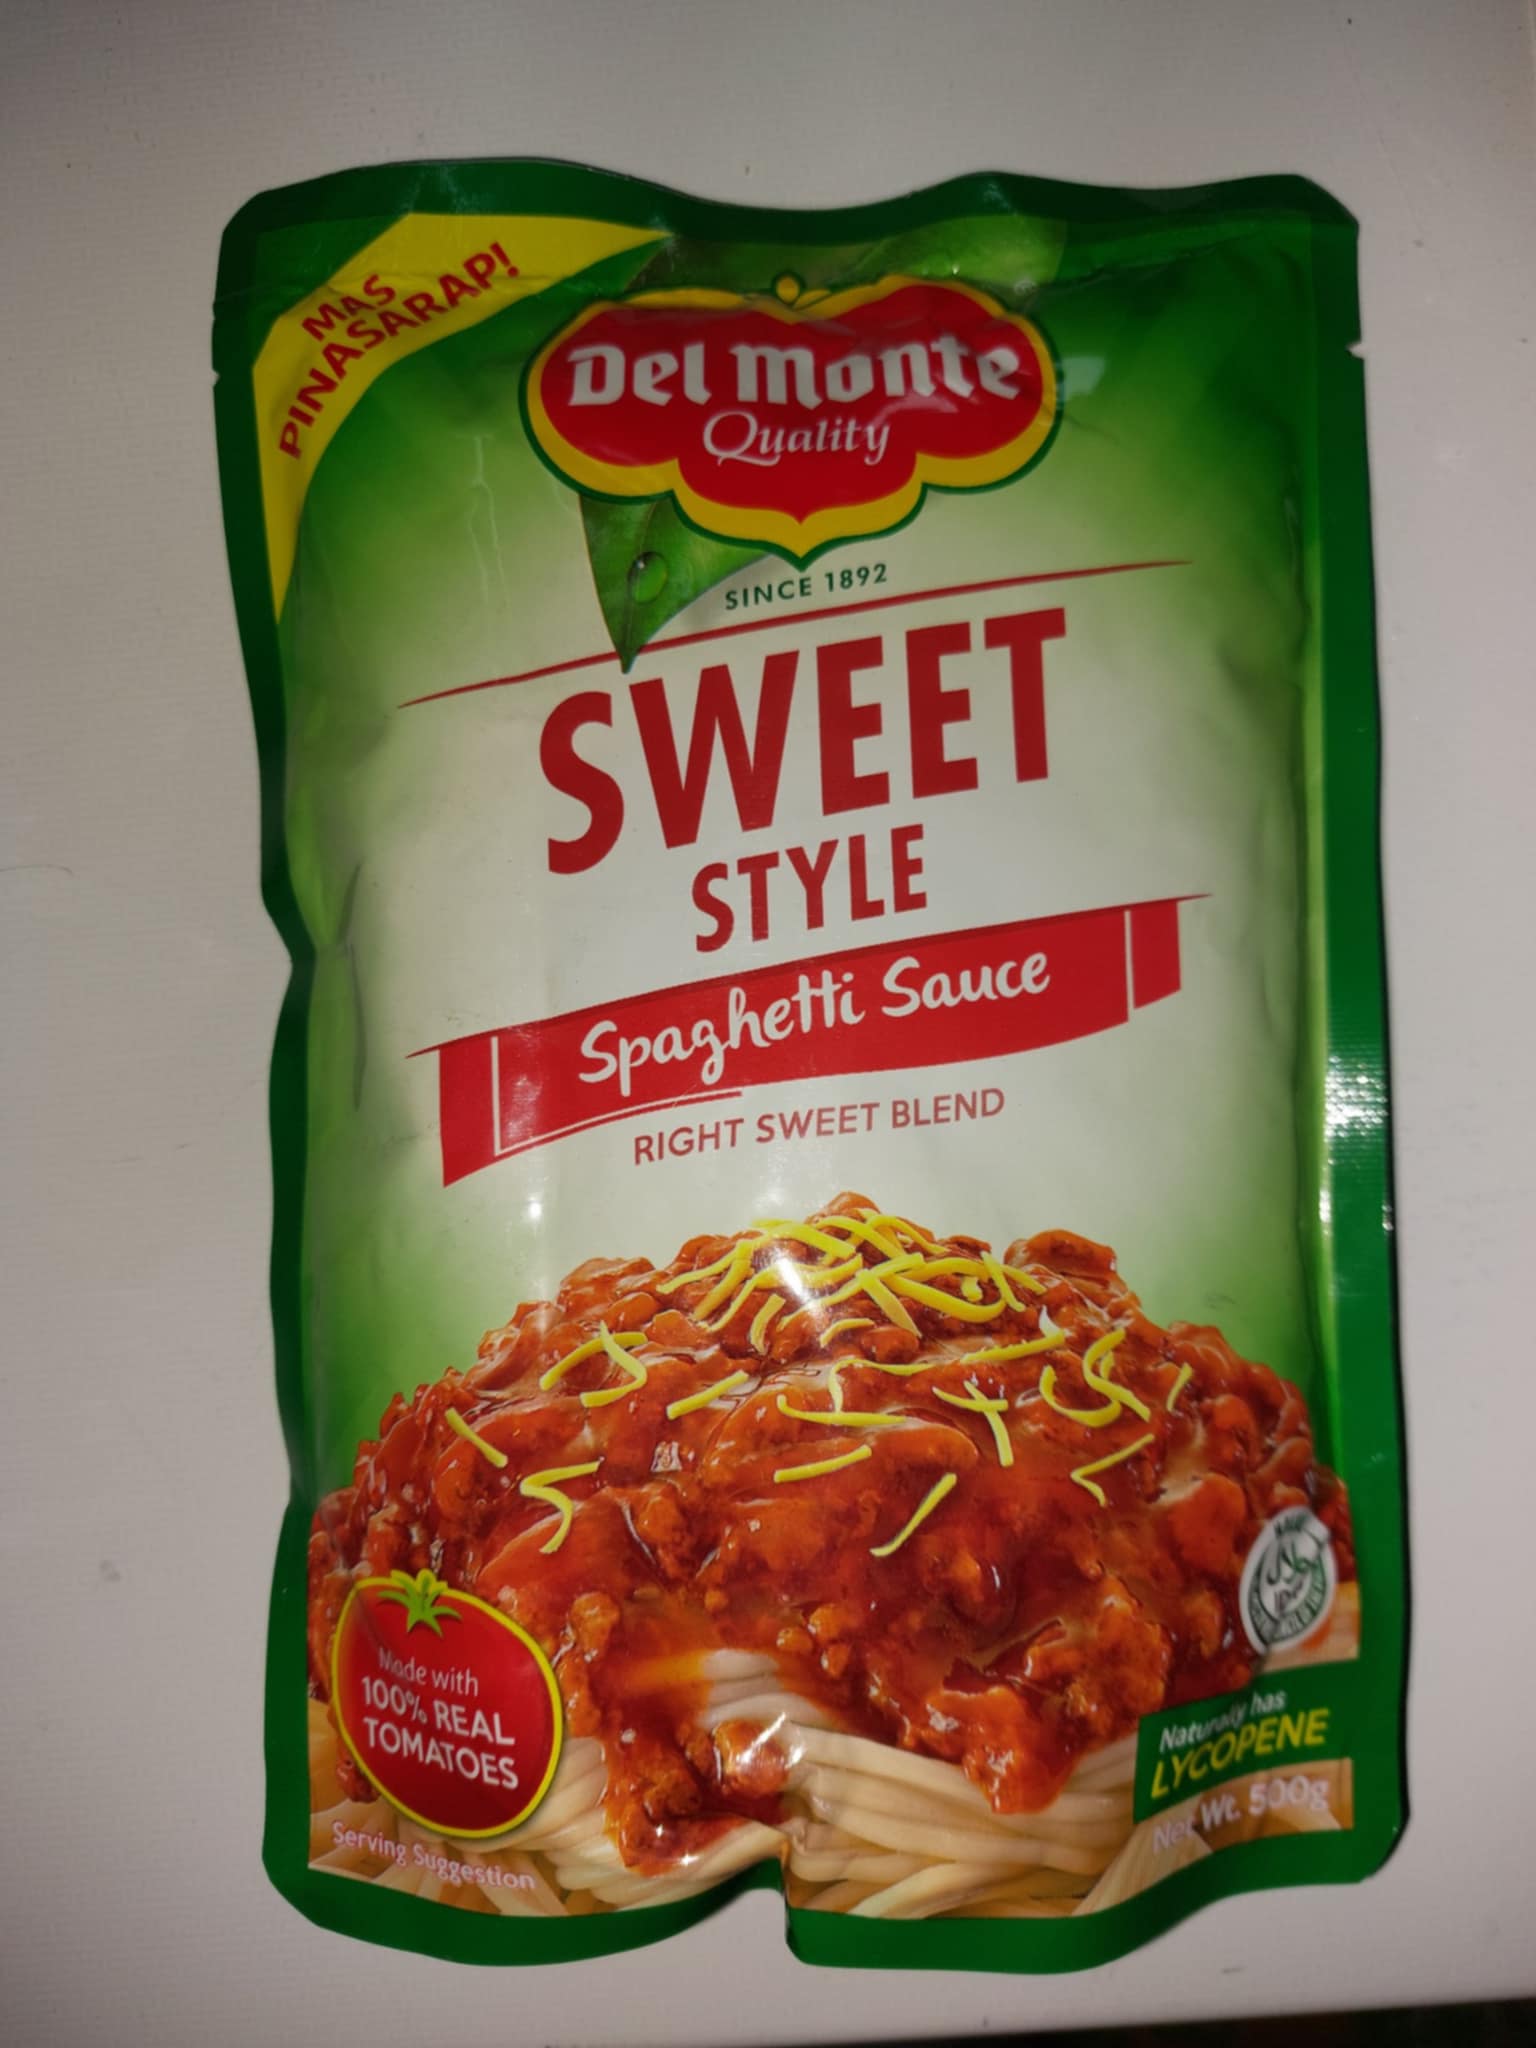 MAS
PINASARAP!
Del Monte
Quality
SINCE 1892
SWEET
STYLE
Spaghetti Sauce
RIGHT SWEET BLEND
Made with
100% REAL
TOMATOES
Naturally has
LYCOPENE
Net Wt. 500g
Serving Suggestion